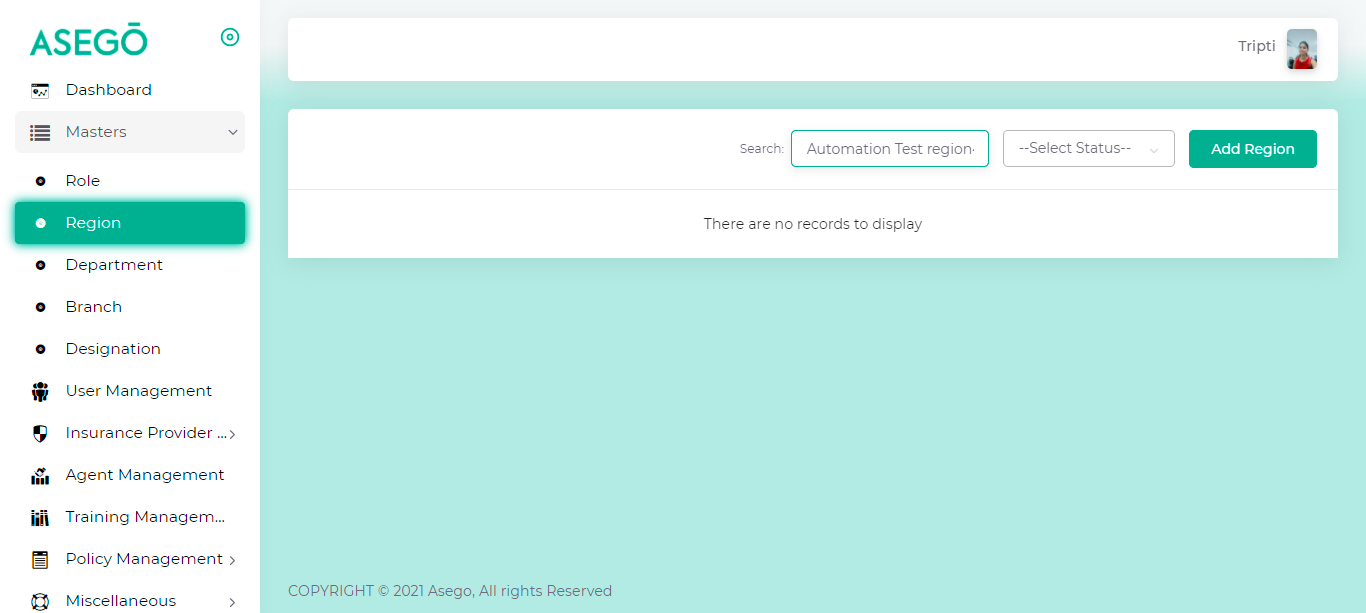 ASEGŌ
Dashboard
Masters
Role
Region
Department
Branch
Designation
User Management
Insurance Provider ...
Agent Management
Training Managem...
Policy Management
Miscellaneous
Tripti
Search: Automation Test region- --Select Status-- Add Region
There are no records to display
COPYRIGHT © 2021 Asego, All rights Reserved